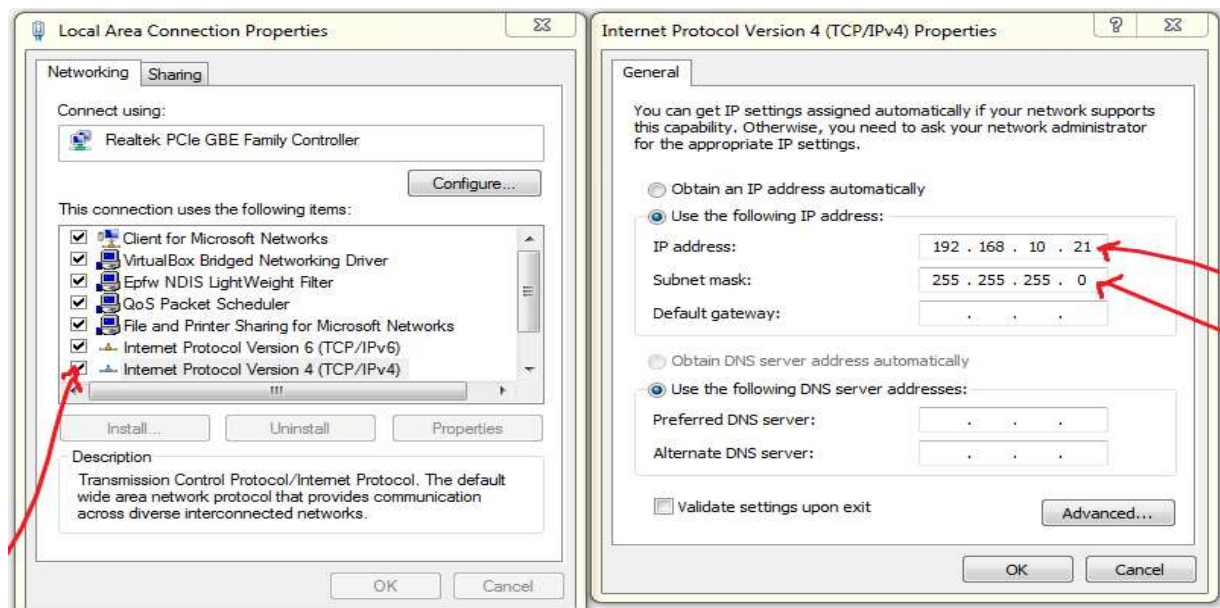 Local Area Connection Properties
Networking
Sharing
Connect using:
Realtek PCIe GBE Family Controller
Configure...
This connection uses the following items:
Client for Microsoft Networks
VirtualBox Bridged Networking Driver
Epfw NDIS LightWeight Filter
QoS Packet Scheduler
File and Printer Sharing for Microsoft Networks
Internet Protocol Version 6 (TCP/IPv6)
Internet Protocol Version 4 (TCP/IPv4)
Install...
Uninstall
Properties
Description
Transmission Control Protocol/Internet Protocol. The default
wide area network protocol that provides communication
across diverse interconnected networks.
OK
Cancel
Internet Protocol Version 4 (TCP/IPv4) Properties
General
You can get IP settings assigned automatically if your network supports
this capability. Otherwise, you need to ask your network administrator
for the appropriate IP settings.
Obtain an IP address automatically
Use the following IP address:
IP address: 192 . 168 . 10 . 21
Subnet mask: 255 . 255 . 255 . 0
Default gateway: . . .
Obtain DNS server address automatically
Use the following DNS server addresses:
Preferred DNS server: . . .
Alternate DNS server: . . .
Validate settings upon exit
Advanced...
OK
Cancel